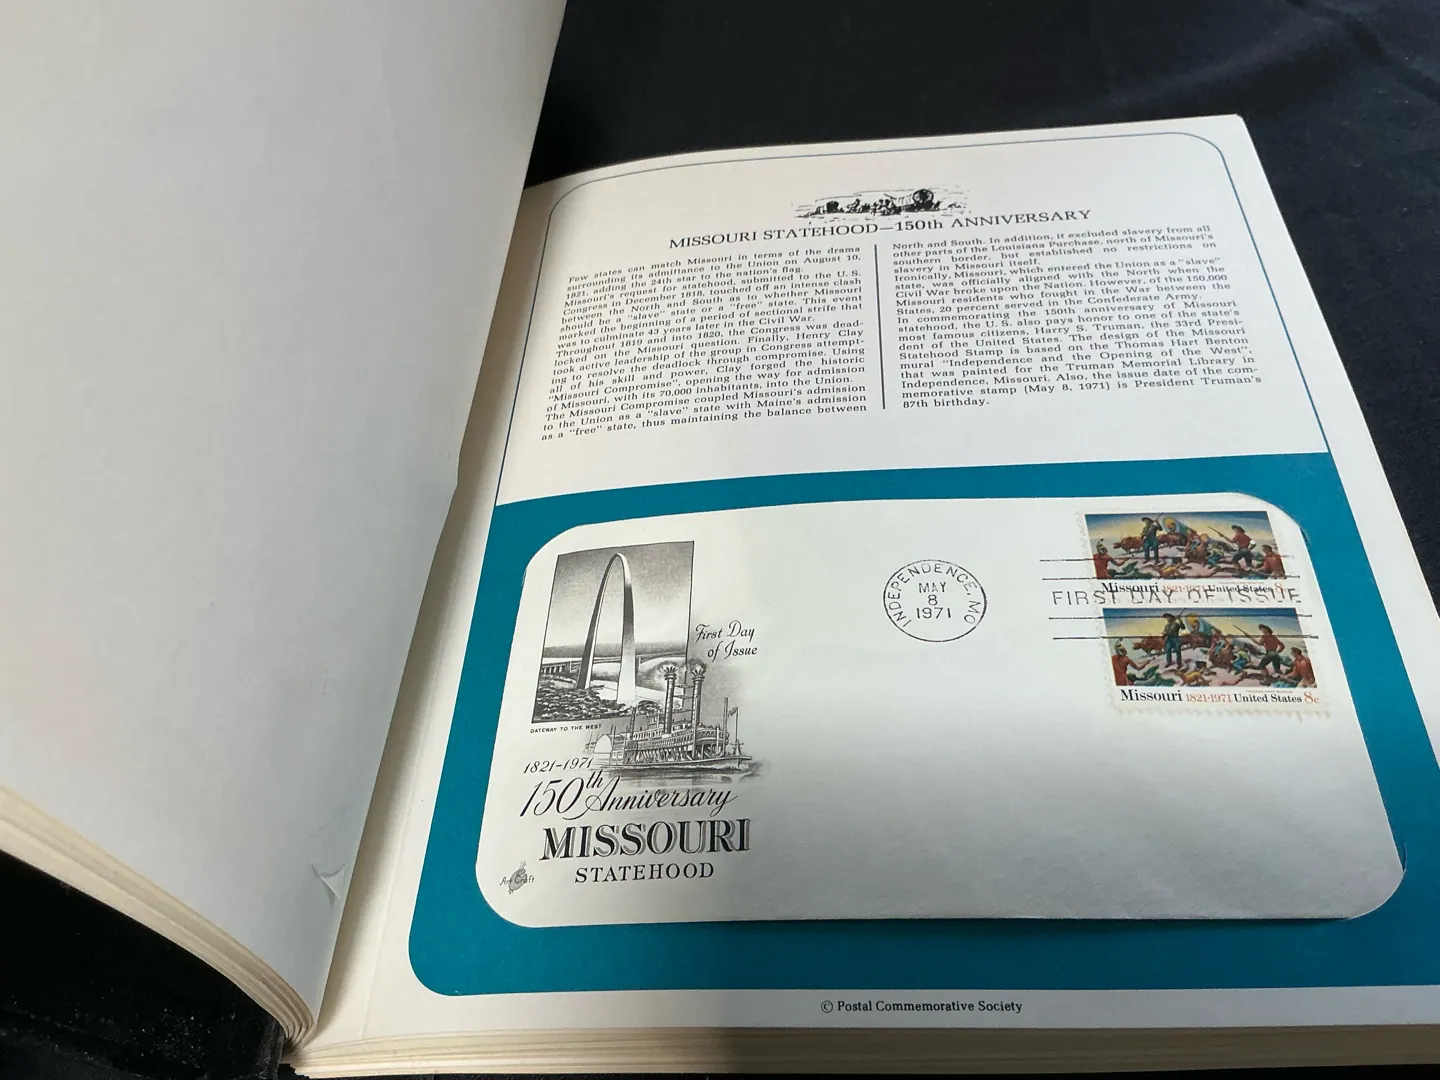 MISSOURI STATEHOOD—150th ANNIVERSARY
Few states can match Missouri in terms of the drama
surrounding its admittance to the Union on August 10,
1821, adding the 24th star to the nation's flag.
Missouri's request for statehood, submitted to the U. S.
Congress in December 1818, touched off an intense clash
between the North and South as to whether Missouri
should be a "slave" state or a "free" state. This event
marked the beginning of a period of sectional strife that
was to culminate 43 years later in the Civil War.
Throughout 1819 and into 1820, the Congress was dead-
locked on the Missouri question. Finally, Henry Clay
took active leadership of the group in Congress attempt-
ing to resolve the deadlock through compromise. Using
all of his skill and power, Clay forged the historic
"Missouri Compromise", opening the way for admission
of Missouri, with its 70,000 inhabitants, into the Union.
The Missouri Compromise coupled Missouri's admission
to the Union as a "slave" state with Maine's admission
as a "free" state, thus maintaining the balance between
North and South. In addition, it excluded slavery from all
other parts of the Louisiana Purchase, north of Missouri's
southern border, but established no restrictions on
slavery in Missouri itself.
Ironically, Missouri, which entered the Union as a "slave"
state, was officially aligned with the North when the
Civil War broke upon the Nation. However, of the 150,000
Missouri residents who fought in the War between the
States, 20 percent served in the Confederate Army.
In commemorating the 150th anniversary of Missouri
statehood, the U.S. also pays honor to one of the state's
most famous citizens, Harry S. Truman, the 33rd Presi-
dent of the United States. The design of the Missouri
Statehood Stamp is based on the Thomas Hart Benton
mural "Independence and the Opening of the West",
that was painted for the Truman Memorial Library in
Independence, Missouri. Also, the issue date of the com-
memorative stamp (May 8, 1971) is President Truman's
87th birthday.
First Day
of Issue
GATEWAY TO THE WEST
1821-1971
150th Anniversary
MISSOURI
STATEHOOD
Art Craft
INDEPENDENCE, MO
MAY
8
1971
Missouri 1821-1971 United States 8c
FIRST DAY OF ISSUE
Missouri 1821-1971 United States 8c
© Postal Commemorative Society